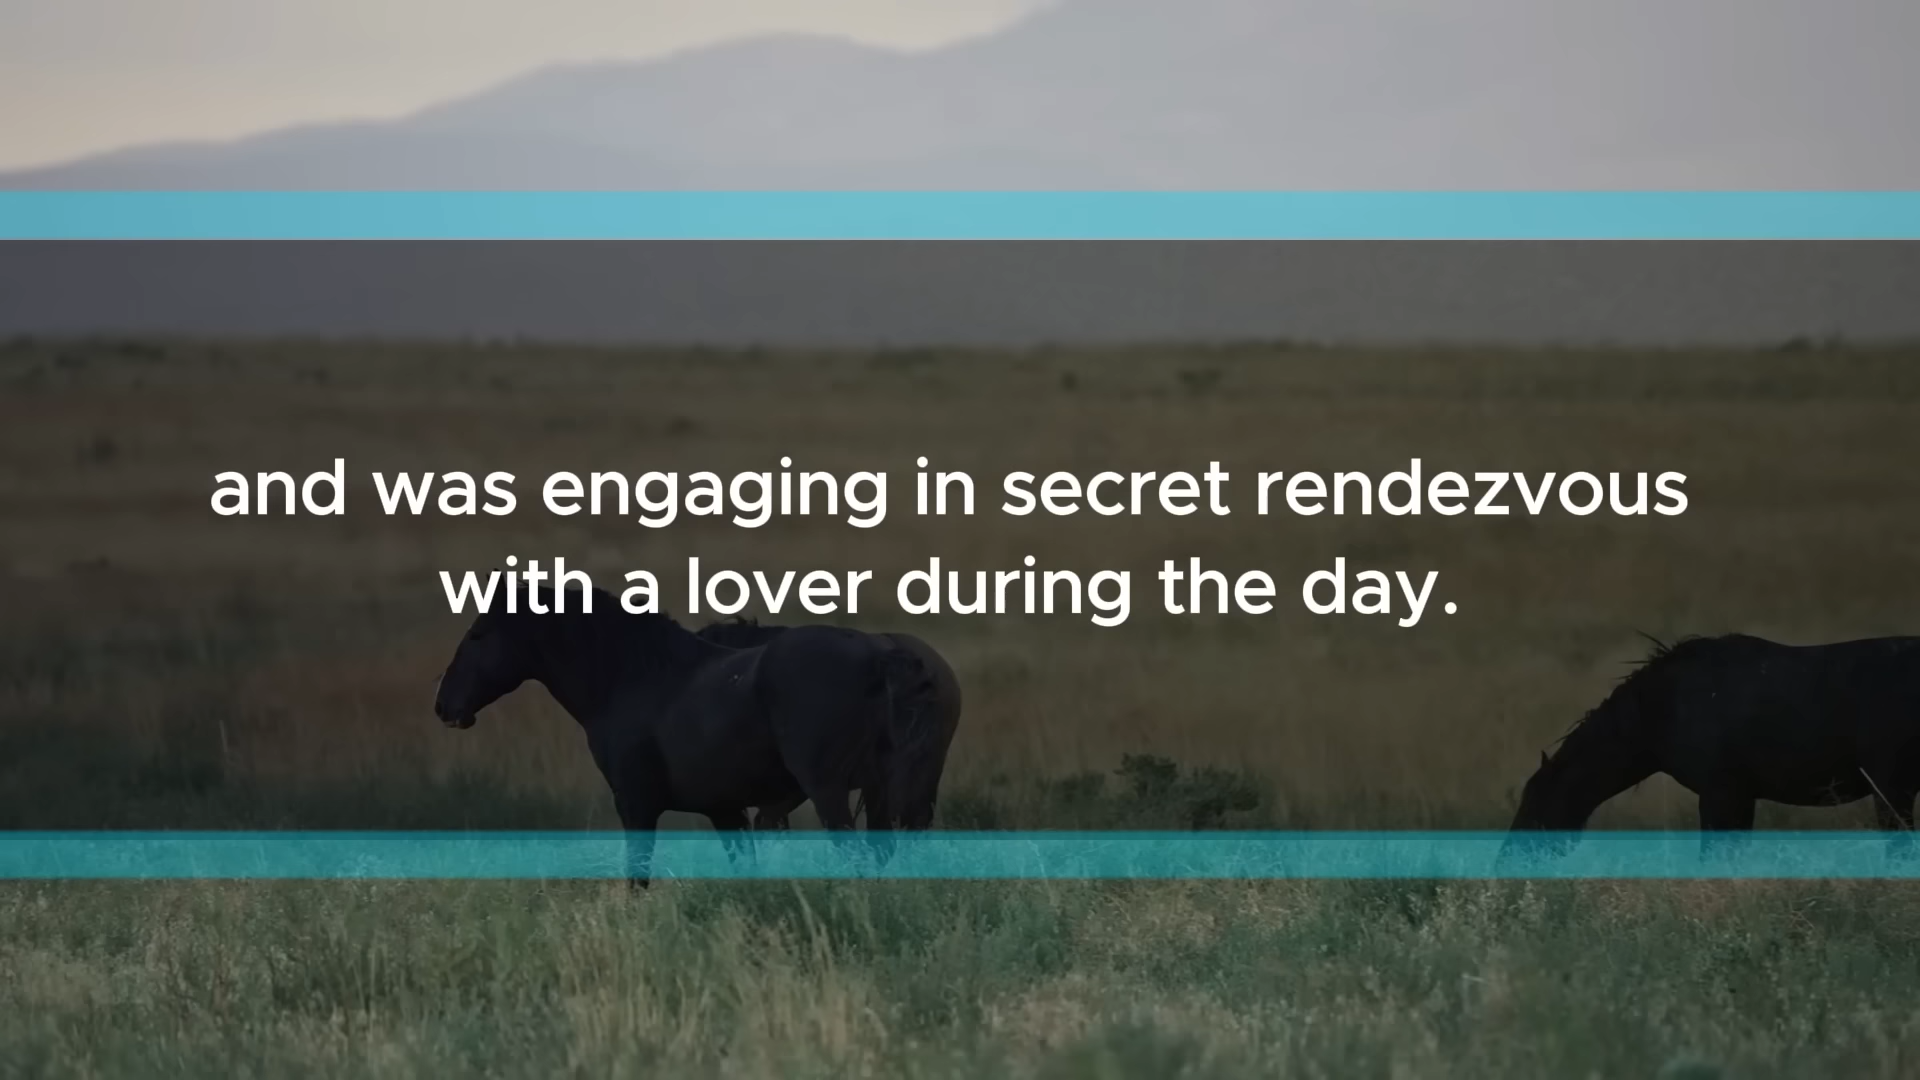 and was engaging in secret rendezvous
with a lover during the day.